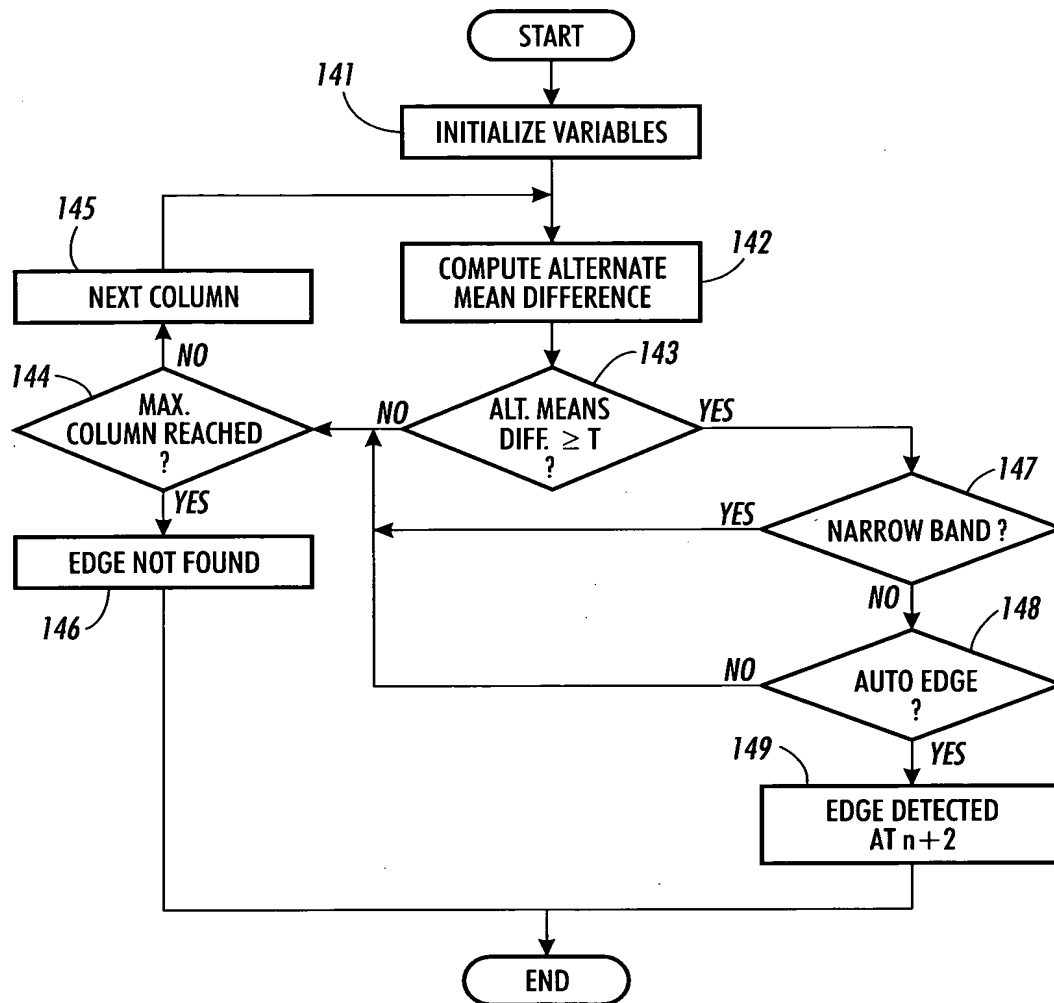 START
141
INITIALIZE VARIABLES
145
142
NEXT COLUMN
COMPUTE ALTERNATE
MEAN DIFFERENCE
NO
144
143
MAX.
COLUMN REACHED
?
NO
ALT. MEANS
DIFF. ≥ T
?
YES
YES
147
EDGE NOT FOUND
146
YES
NARROW BAND ?
NO
148
NO
AUTO EDGE
?
YES
149
EDGE DETECTED
AT n+2
END